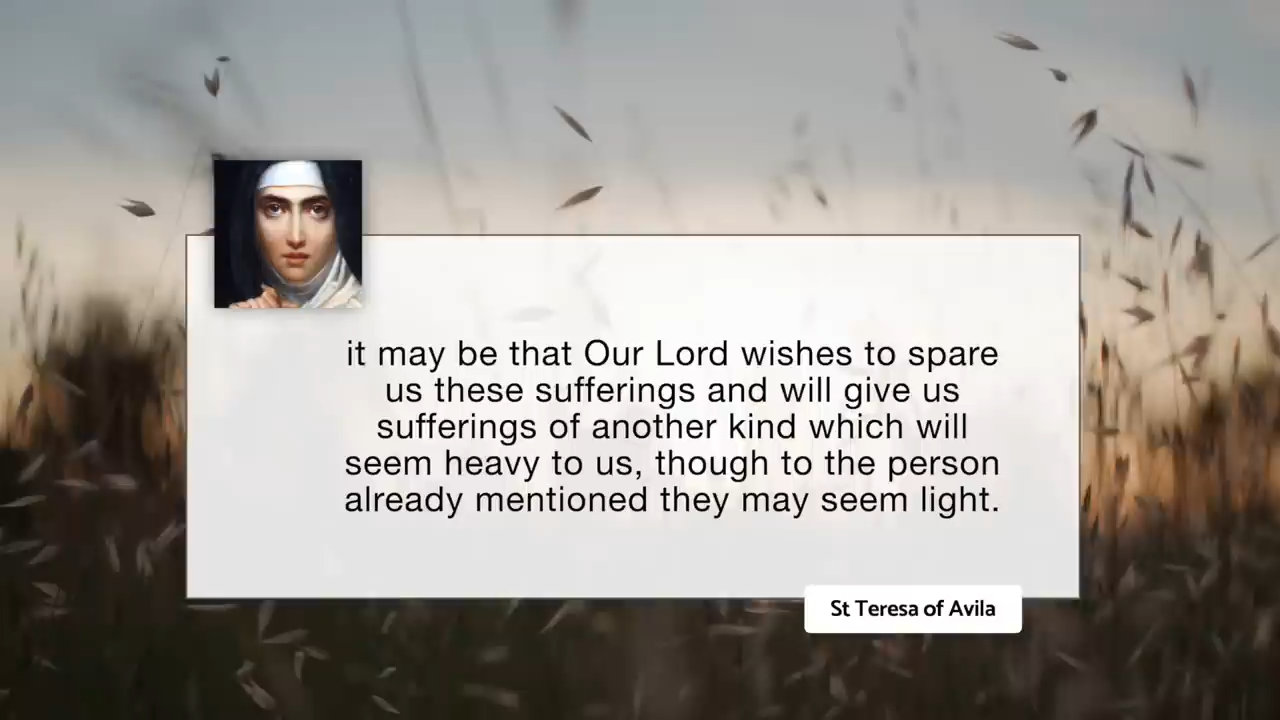 it may be that Our Lord wishes to spare
us these sufferings and will give us
sufferings of another kind which will
seem heavy to us, though to the person
already mentioned they may seem light.
St Teresa of Avila